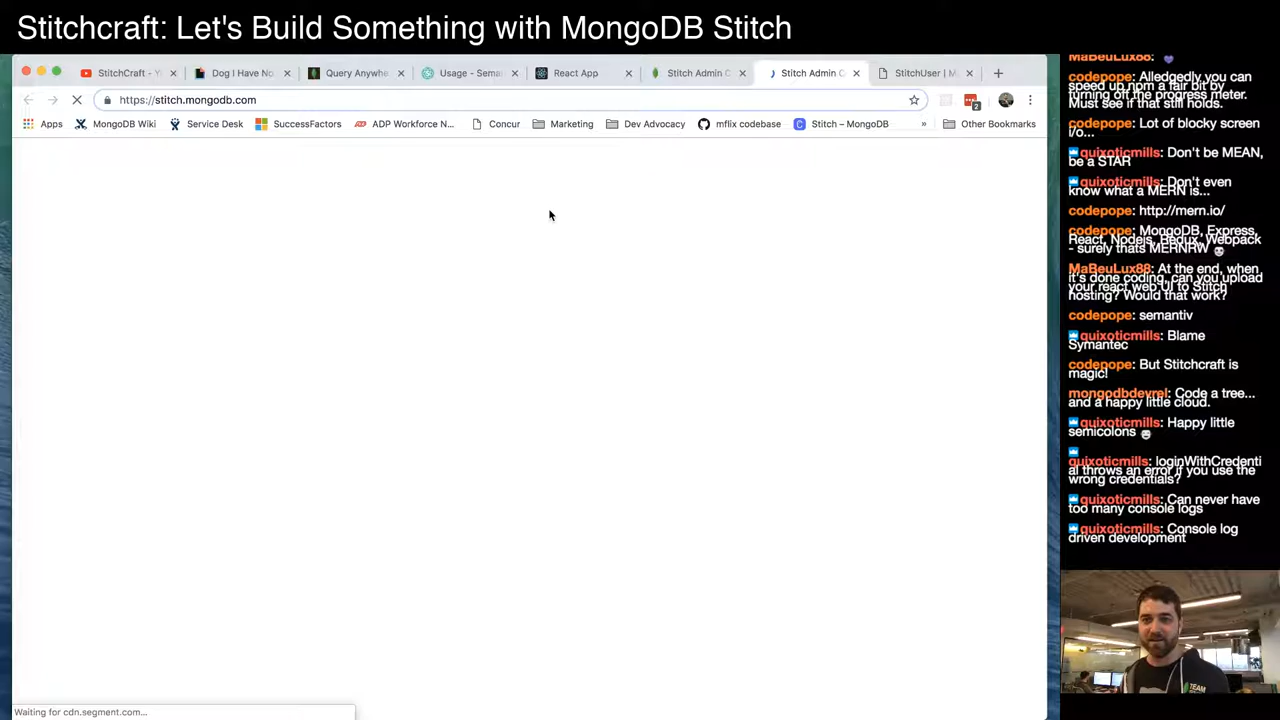 Stitchcraft: Let's Build Something with MongoDB Stitch
StitchCraft - Y
Dog I Have No
Query Anywhe
Usage - Sema
React App
Stitch Admin C
Stitch Admin C
StitchUser | M
https://stitch.mongodb.com
2
Apps
MongoDB Wiki
Service Desk
SuccessFactors
ADP Workforce N...
Concur
Marketing
Dev Advocacy
mflix codebase
Stitch – MongoDB
»
Other Bookmarks
Waiting for cdn.segment.com...
MaBeuLux88:
codepope: Alledgedly you can
speed up npm a fair bit by
turning off the progress meter.
Must see if that still holds.
codepope: Lot of blocky screen
i/o...
quixoticmills: Don't be MEAN,
be a STAR
quixoticmills: Don't even
know what a MERN is...
codepope: http://mern.io/
codepope: MongoDB, Express,
React, Nodejs, Redux, Webpack
- surely thats MERNRW
MaBeuLux88: At the end, when
it's done coding, can you upload
your react web UI to Stitch
hosting? Would that work?
codepope: semantiv
quixoticmills: Blame
Symantec
codepope: But Stitchcraft is
magic!
mongodbdevrel: Code a tree...
and a happy little cloud.
quixoticmills: Happy little
semicolons
quixoticmills: loginWithCredenti
al throws an error if you use the
wrong credentials?
quixoticmills: Can never have
too many console logs
quixoticmills: Console log
driven development
TEAM